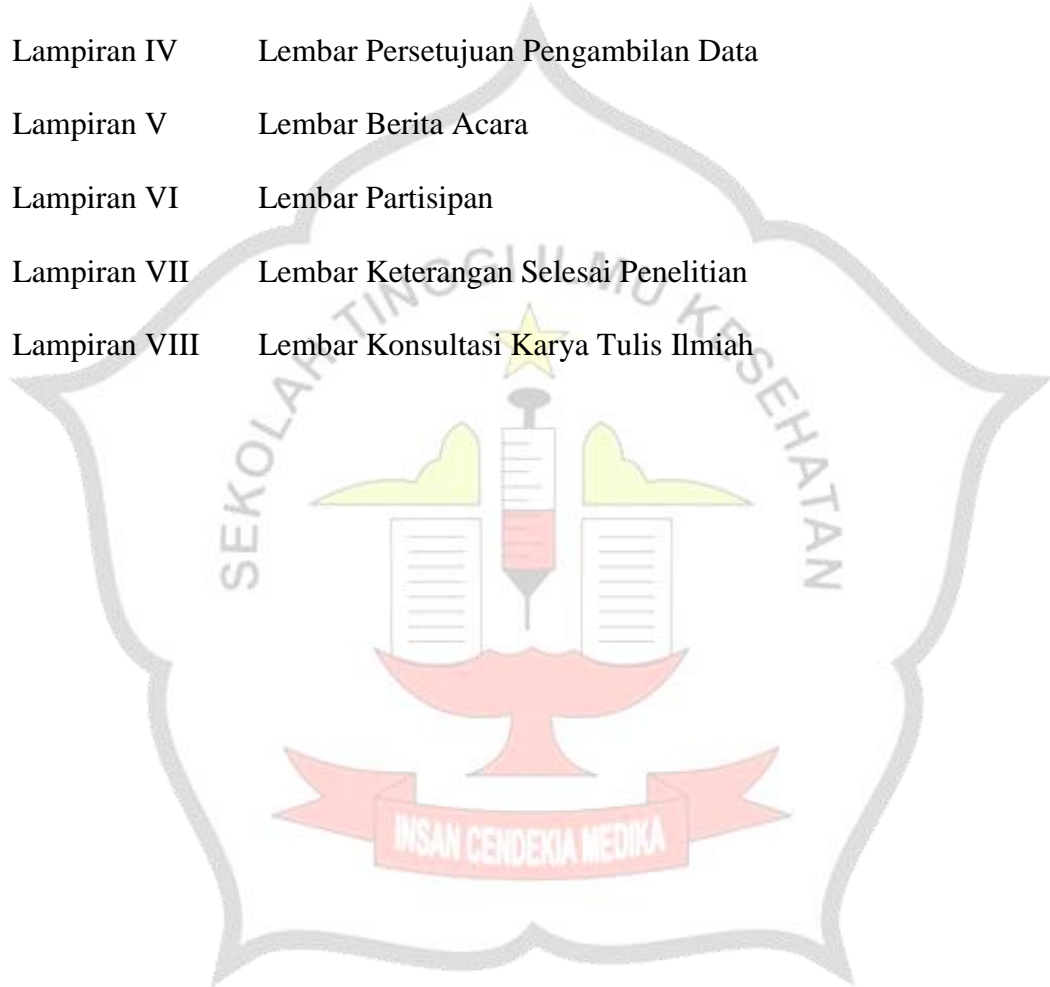 Lampiran IV Lembar Persetujuan Pengambilan Data
Lampiran V Lembar Berita Acara
Lampiran VI Lembar Partisipan
Lampiran VII Lembar Keterangan Selesai Penelitian
Lampiran VIII Lembar Konsultasi Karya Tulis Ilmiah
SEKOLAH TINGGI ILMU KESEHATAN
INSAN CENDEKIA MEDIKA